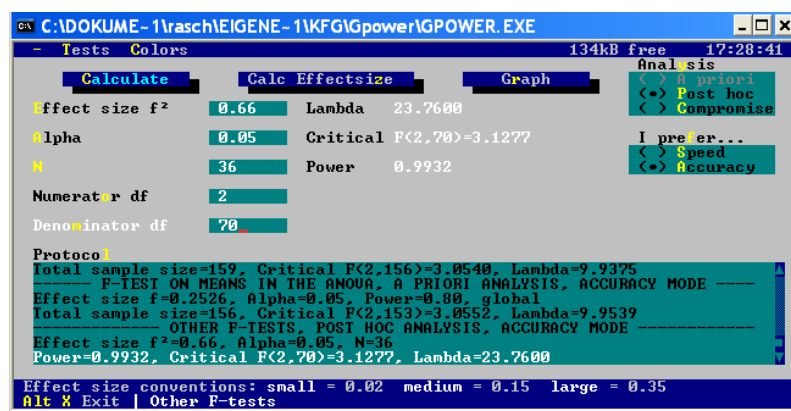 C:\DOKUME~1\rasch\EIGENE~1\KFG\Gpower\GPOWER.EXE
- Tests Colors 134kB free 17:28:41
Analysis
Calculate Calc Effectsize Graph ( ) A priori
(•) Post hoc
Effect size f² 0.66 Lambda 23.7600 ( ) Compromise
Alpha 0.05 Critical F(2,70)=3.1277 I prefer...
( ) Speed
N 36 Power 0.9932 (•) Accuracy
Numerator df 2
Denominator df 70_
Protocol
Total sample size=159, Critical F(2,156)=3.0540, Lambda=9.9375
------ F-TEST ON MEANS IN THE ANOVA, A PRIORI ANALYSIS, ACCURACY MODE ----
Effect size f=0.2526, Alpha=0.05, Power=0.80, global
Total sample size=156, Critical F(2,153)=3.0552, Lambda=9.9539
------------- OTHER F-TESTS, POST HOC ANALYSIS, ACCURACY MODE -------------
Effect size f²=0.66, Alpha=0.05, N=36
Power=0.9932, Critical F(2,70)=3.1277, Lambda=23.7600
Effect size conventions: small = 0.02 medium = 0.15 large = 0.35
Alt X Exit | Other F-tests